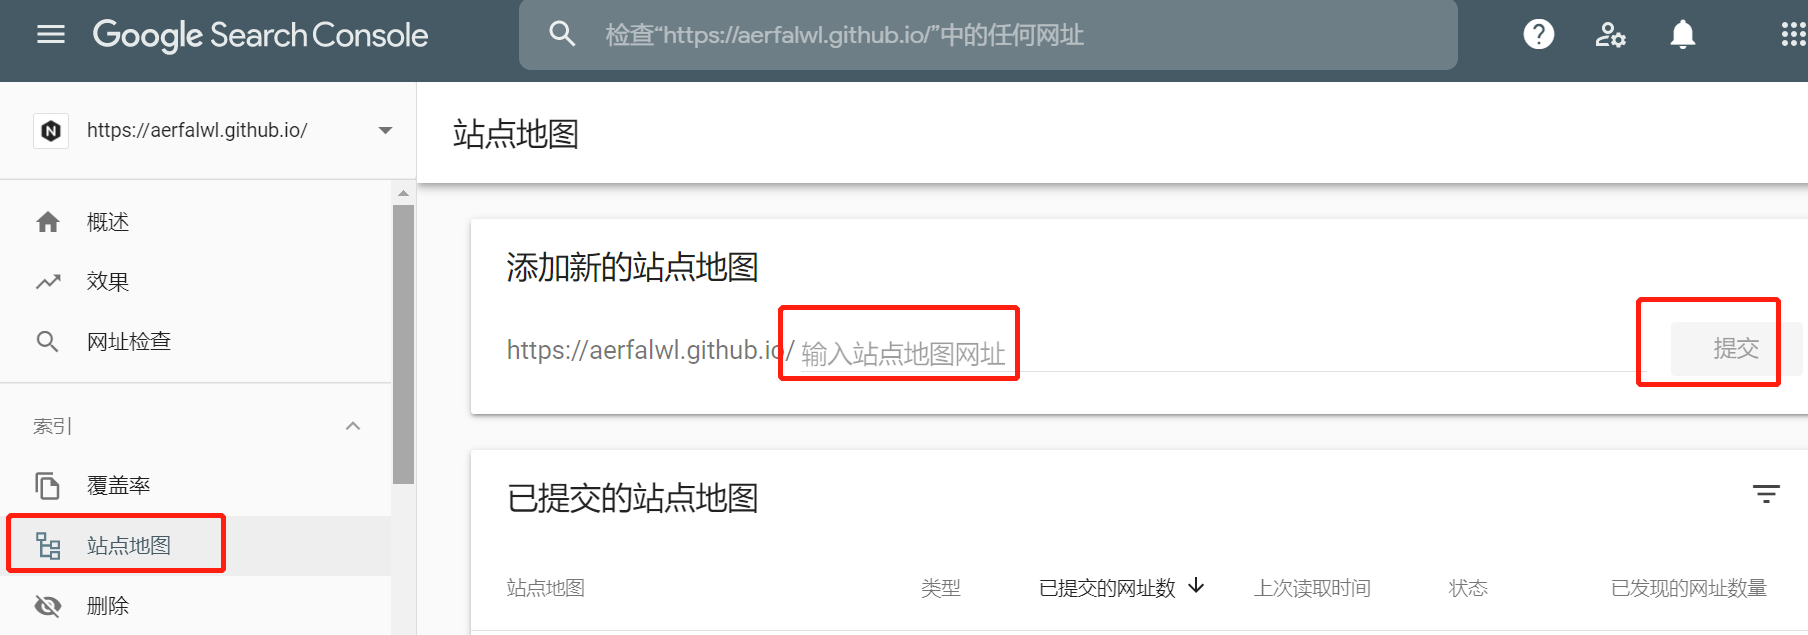 Google Search Console
检查“https://aerfalwl.github.io/”中的任何网址
https://aerfalwl.github.io/
站点地图
概述
效果
网址检查
索引
覆盖率
站点地图
删除
添加新的站点地图
https://aerfalwl.github.io/ 输入站点地图网址
提交
已提交的站点地图
站点地图 类型 已提交的网址数 上次读取时间 状态 已发现的网址数量